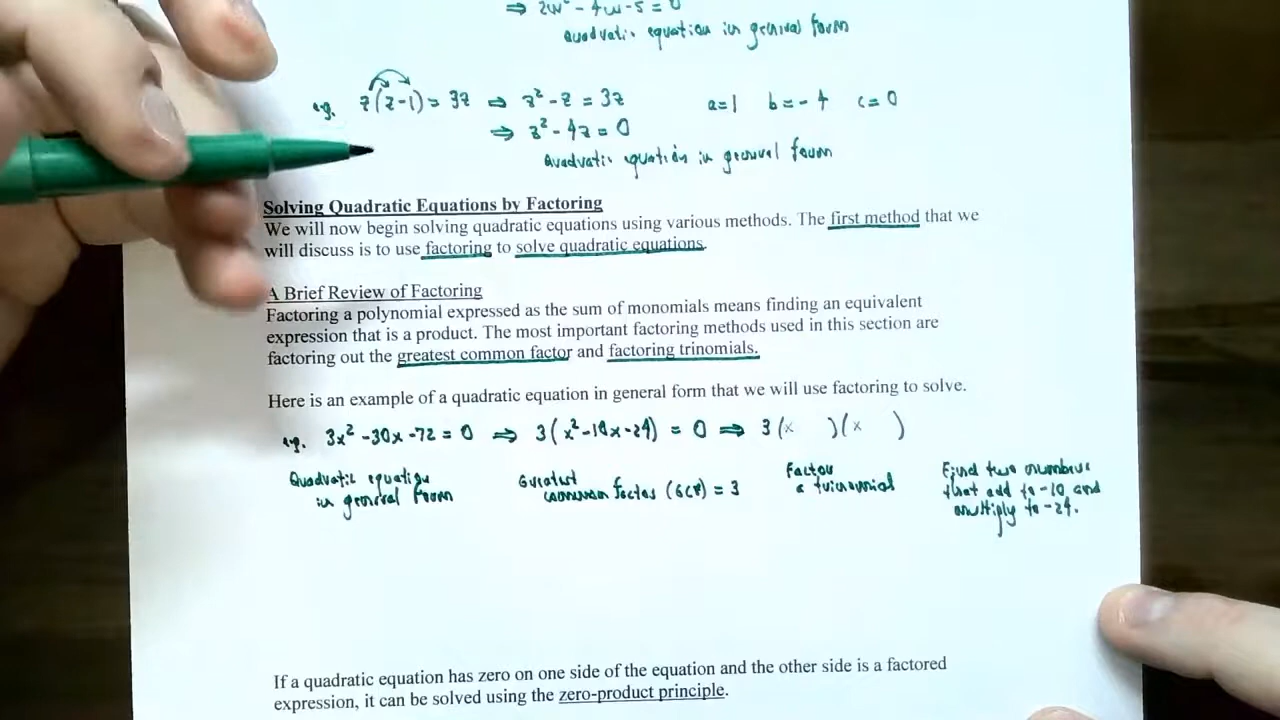 ⇒ 2w² - 4w - 5 = 0
Quadratic equation in general form
e.g. z(z-1) = 3z ⇒ z² - z = 3z a=1 b=-4 c=0
⇒ z² - 4z = 0
Quadratic equation in general form
Solving Quadratic Equations by Factoring
We will now begin solving quadratic equations using various methods. The first method that we
will discuss is to use factoring to solve quadratic equations.
A Brief Review of Factoring
Factoring a polynomial expressed as the sum of monomials means finding an equivalent
expression that is a product. The most important factoring methods used in this section are
factoring out the greatest common factor and factoring trinomials.
Here is an example of a quadratic equation in general form that we will use factoring to solve.
e.g. 3x² - 30x - 72 = 0 ⇒ 3(x² - 10x - 24) = 0 ⇒ 3(x )(x )
Quadratic equation
in general form
Greatest
common factor (GCF) = 3
Factor
a trinomial
Find two numbers
that add to -10 and
multiply to -24.
If a quadratic equation has zero on one side of the equation and the other side is a factored
expression, it can be solved using the zero-product principle.